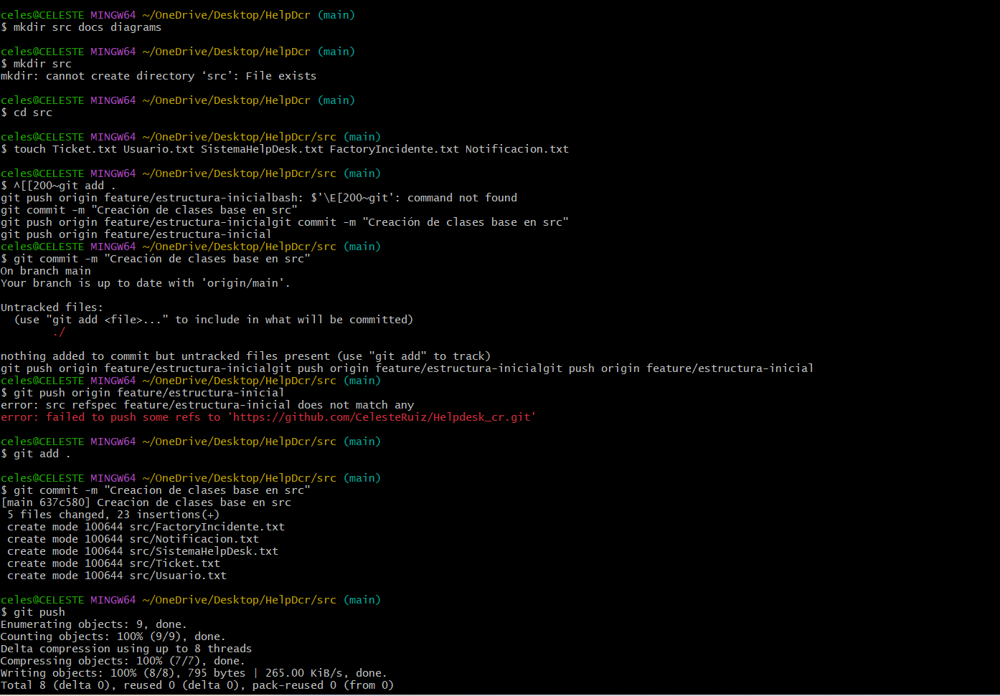 celes@CELESTE MINGW64 ~/OneDrive/Desktop/HelpDcr (main)
$ mkdir src docs diagrams
celes@CELESTE MINGW64 ~/OneDrive/Desktop/HelpDcr (main)
$ mkdir src
mkdir: cannot create directory ‘src’: File exists
celes@CELESTE MINGW64 ~/OneDrive/Desktop/HelpDcr (main)
$ cd src
celes@CELESTE MINGW64 ~/OneDrive/Desktop/HelpDcr/src (main)
$ touch Ticket.txt Usuario.txt SistemaHelpDesk.txt FactoryIncidente.txt Notificacion.txt
celes@CELESTE MINGW64 ~/OneDrive/Desktop/HelpDcr/src (main)
$ ^[[200~git add .
git push origin feature/estructura-inicialbash: $'\E[200~git': command not found
git commit -m "Creación de clases base en src"
git push origin feature/estructura-inicialgit commit -m "Creación de clases base en src"
git push origin feature/estructura-inicial
celes@CELESTE MINGW64 ~/OneDrive/Desktop/HelpDcr/src (main)
$ git commit -m "Creación de clases base en src"
On branch main
Your branch is up to date with 'origin/main'.
Untracked files:
  (use "git add <file>..." to include in what will be committed)
        ./
nothing added to commit but untracked files present (use "git add" to track)
git push origin feature/estructura-inicialgit push origin feature/estructura-inicialgit push origin feature/estructura-inicial
celes@CELESTE MINGW64 ~/OneDrive/Desktop/HelpDcr/src (main)
$ git push origin feature/estructura-inicial
error: src refspec feature/estructura-inicial does not match any
error: failed to push some refs to 'https://github.com/CelesteRuiz/Helpdesk_cr.git'
celes@CELESTE MINGW64 ~/OneDrive/Desktop/HelpDcr/src (main)
$ git add .
celes@CELESTE MINGW64 ~/OneDrive/Desktop/HelpDcr/src (main)
$ git commit -m "Creacion de clases base en src"
[main 637c580] Creacion de clases base en src
 5 files changed, 23 insertions(+)
 create mode 100644 src/FactoryIncidente.txt
 create mode 100644 src/Notificacion.txt
 create mode 100644 src/SistemaHelpDesk.txt
 create mode 100644 src/Ticket.txt
 create mode 100644 src/Usuario.txt
celes@CELESTE MINGW64 ~/OneDrive/Desktop/HelpDcr/src (main)
$ git push
Enumerating objects: 9, done.
Counting objects: 100% (9/9), done.
Delta compression using up to 8 threads
Compressing objects: 100% (7/7), done.
Writing objects: 100% (8/8), 795 bytes | 265.00 KiB/s, done.
Total 8 (delta 0), reused 0 (delta 0), pack-reused 0 (from 0)